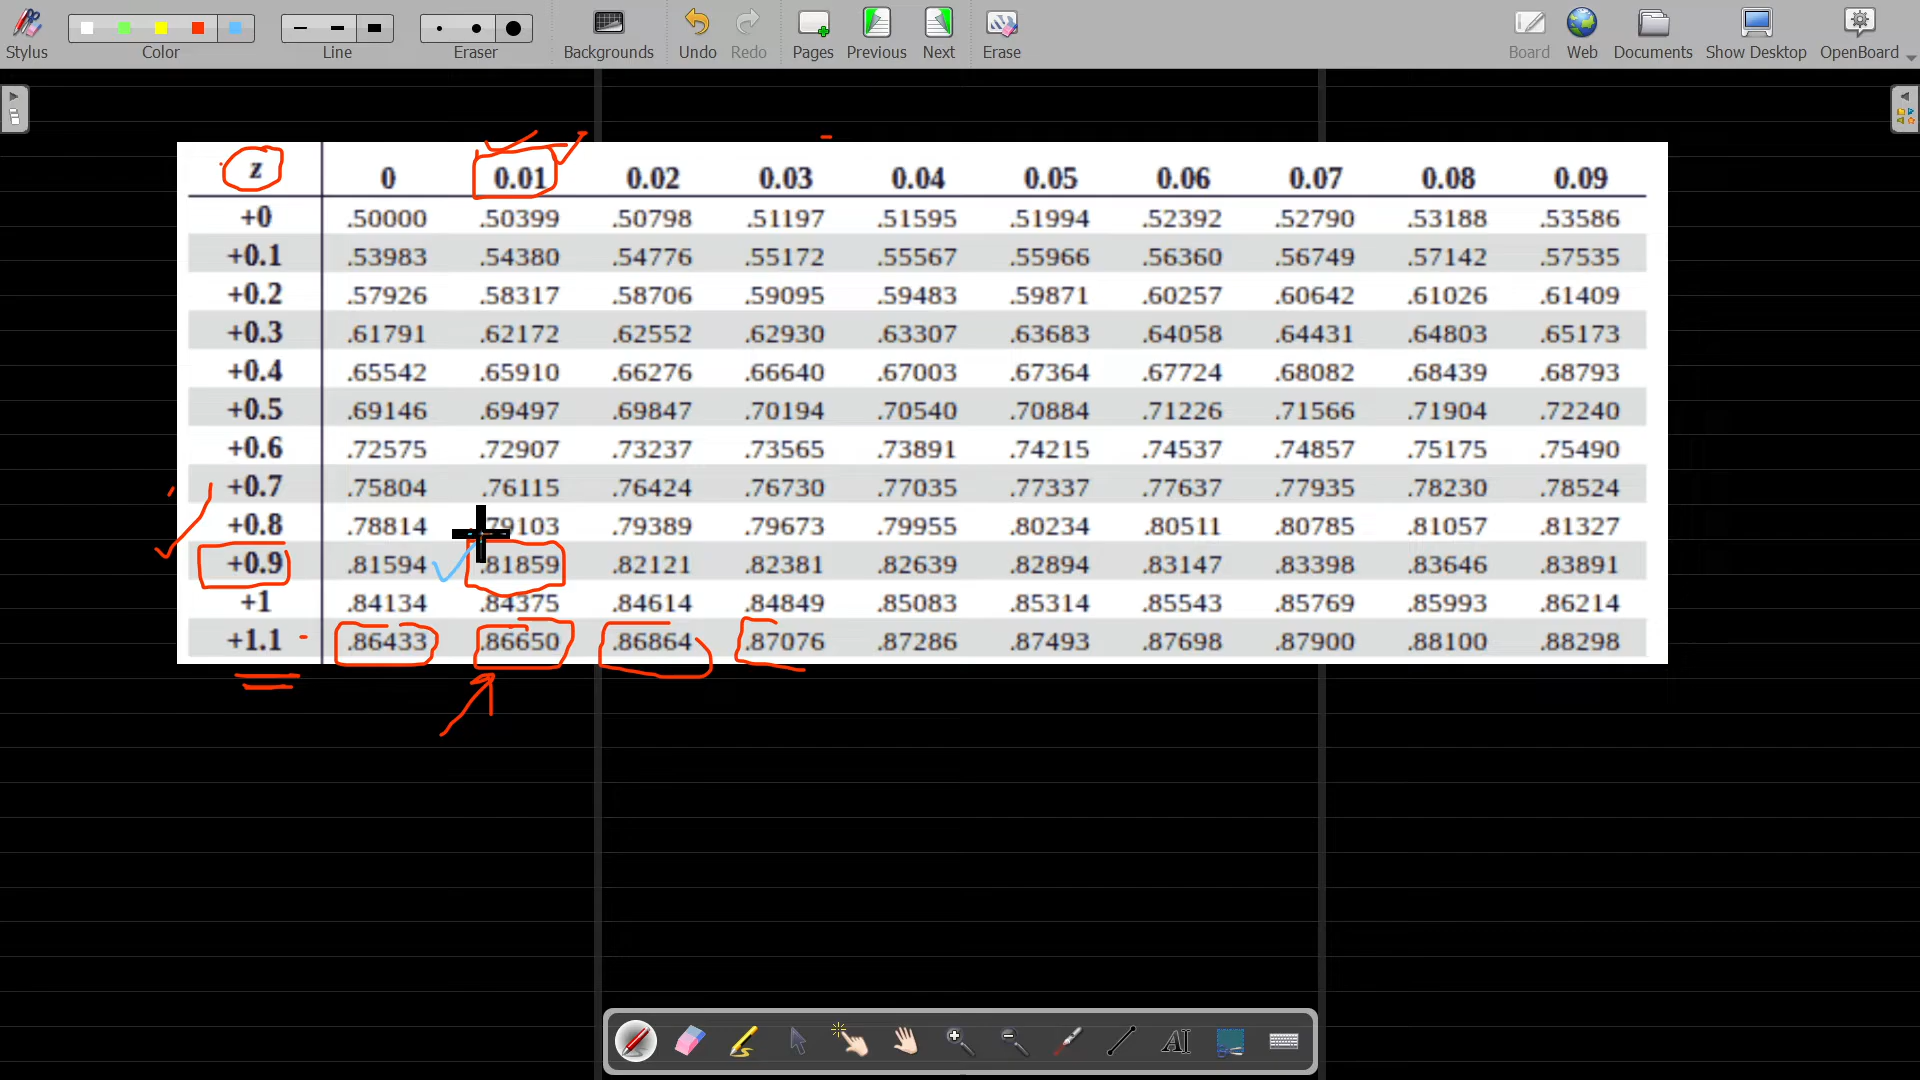 Stylus Color Line Eraser Backgrounds Undo Redo Pages Previous Next Erase Board Web Documents Show Desktop OpenBoard
z 0 0.01 0.02 0.03 0.04 0.05 0.06 0.07 0.08 0.09
+0 .50000 .50399 .50798 .51197 .51595 .51994 .52392 .52790 .53188 .53586
+0.1 .53983 .54380 .54776 .55172 .55567 .55966 .56360 .56749 .57142 .57535
+0.2 .57926 .58317 .58706 .59095 .59483 .59871 .60257 .60642 .61026 .61409
+0.3 .61791 .62172 .62552 .62930 .63307 .63683 .64058 .64431 .64803 .65173
+0.4 .65542 .65910 .66276 .66640 .67003 .67364 .67724 .68082 .68439 .68793
+0.5 .69146 .69497 .69847 .70194 .70540 .70884 .71226 .71566 .71904 .72240
+0.6 .72575 .72907 .73237 .73565 .73891 .74215 .74537 .74857 .75175 .75490
+0.7 .75804 .76115 .76424 .76730 .77035 .77337 .77637 .77935 .78230 .78524
+0.8 .78814 .79103 .79389 .79673 .79955 .80234 .80511 .80785 .81057 .81327
+0.9 .81594 .81859 .82121 .82381 .82639 .82894 .83147 .83398 .83646 .83891
+1 .84134 .84375 .84614 .84849 .85083 .85314 .85543 .85769 .85993 .86214
+1.1 .86433 .86650 .86864 .87076 .87286 .87493 .87698 .87900 .88100 .88298
AI